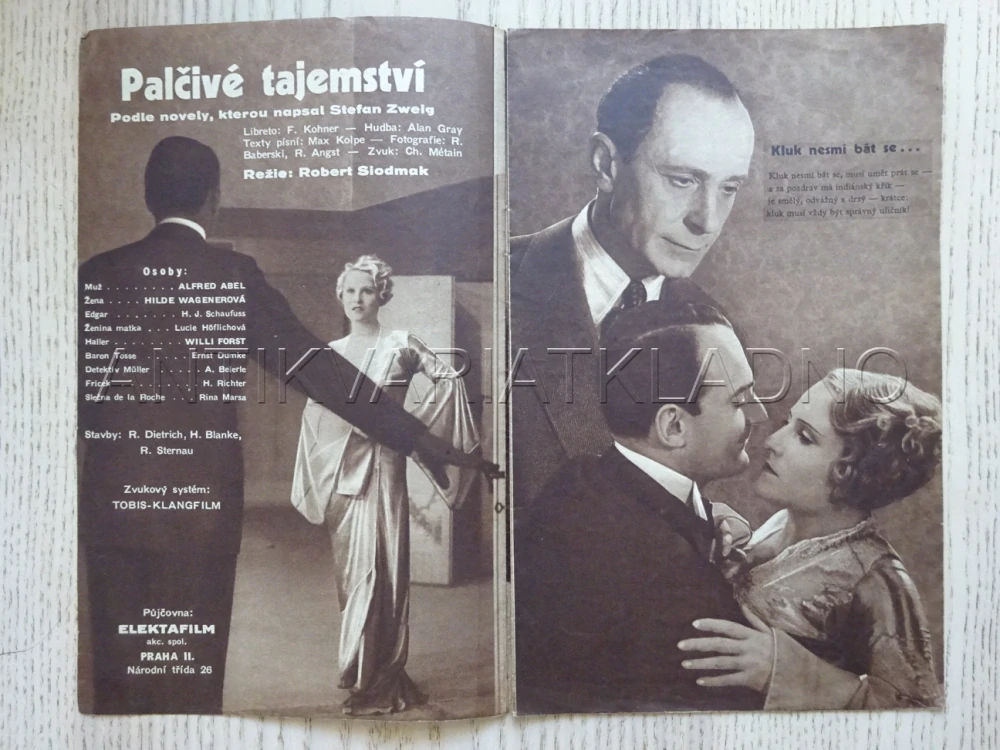 Palčivé tajemství
Podle novely, kterou napsal Stefan Zweig
Libreto: F. Kohner — Hudba: Alan Gray
Texty písní: Max Kolpe — Fotografie: R.
Baberski, R. Angst — Zvuk: Ch. Métain
Režie: Robert Siodmak
Osoby:
Muž . . . . . . . . . ALFRED ABEL
Žena . . . . HILDE WAGENEROVÁ
Edgar . . . . . . . H. J. Schaufuss
Ženina matka . . . Lucie Höflichová
Haller . . . . . . . . WILLI FORST
Baron Tosse . . . . . Ernst Dumke
Detektiv Müller . . . . . A. Beierle
Fricek . . . . . . . . . H. Richter
Slečna de la Roche . . . Rina Marsa
Stavby: R. Dietrich, H. Blanke,
R. Sternau
Zvukový systém:
TOBIS-KLANGFILM
Půjčovna:
ELEKTAFILM
akc. spol.
PRAHA II.
Národní třída 26
Kluk nesmí bát se...
Kluk nesmí bát se, musí umět prát se —
a za pozdrav má indiánský křik —
je smělý, odvážný a drzý — krátce:
kluk musí vždy být správný uličník!
ANTIKVARIATKLADNO